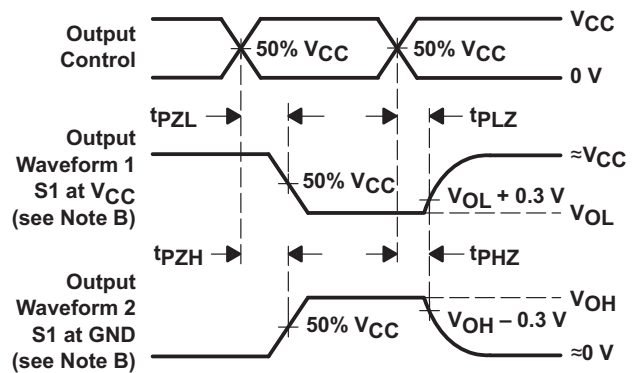 Output
Control
50% VCC
50% VCC
VCC
0 V
tPZL
tPLZ
Output
Waveform 1
S1 at VCC
(see Note B)
50% VCC
≈VCC
VOL + 0.3 V
VOL
tPZH
tPHZ
Output
Waveform 2
S1 at GND
(see Note B)
50% VCC
VOH
VOH – 0.3 V
≈0 V